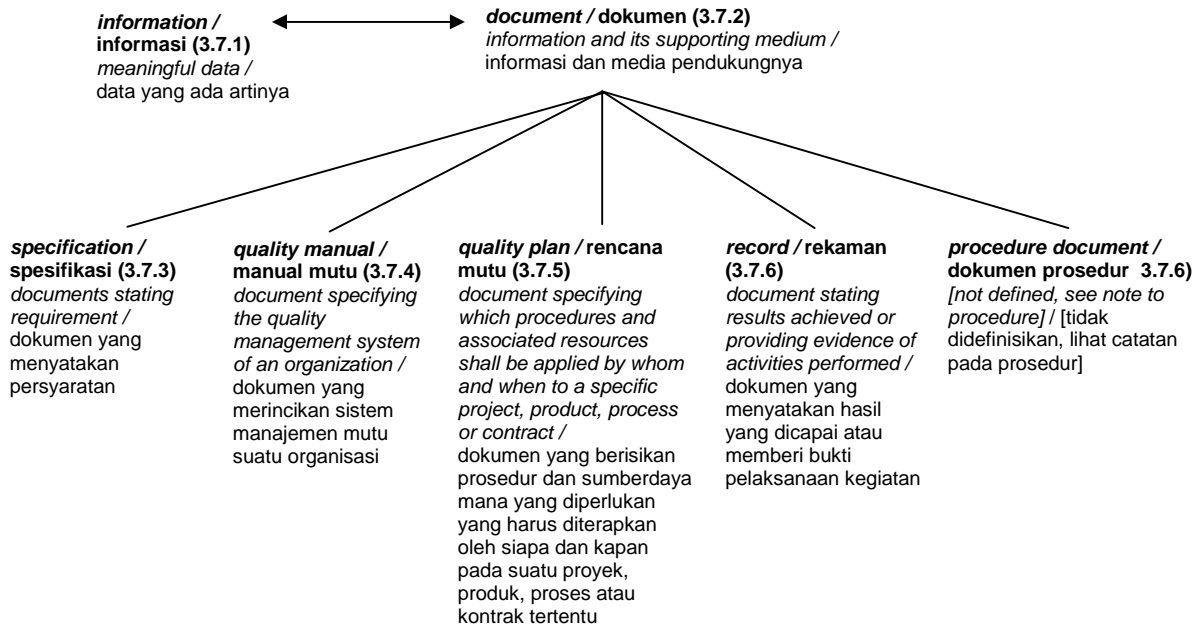 information /
informasi (3.7.1)
meaningful data /
data yang ada artinya
document / dokumen (3.7.2)
information and its supporting medium /
informasi dan media pendukungnya
specification /
spesifikasi (3.7.3)
documents stating
requirement /
dokumen yang
menyatakan
persyaratan
quality manual /
manual mutu (3.7.4)
document specifying
the quality
management system
of an organization /
dokumen yang
merincikan sistem
manajemen mutu
suatu organisasi
quality plan / rencana
mutu (3.7.5)
document specifying
which procedures and
associated resources
shall be applied by whom
and when to a specific
project, product, process
or contract /
dokumen yang berisikan
prosedur dan sumberdaya
mana yang diperlukan
yang harus diterapkan
oleh siapa dan kapan
pada suatu proyek,
produk, proses atau
kontrak tertentu
record / rekaman
(3.7.6)
document stating
results achieved or
providing evidence of
activities performed /
dokumen yang
menyatakan hasil
yang dicapai atau
memberi bukti
pelaksanaan kegiatan
procedure document /
dokumen prosedur 3.7.6)
[not defined, see note to
procedure] / [tidak
didefinisikan, lihat catatan
pada prosedur]